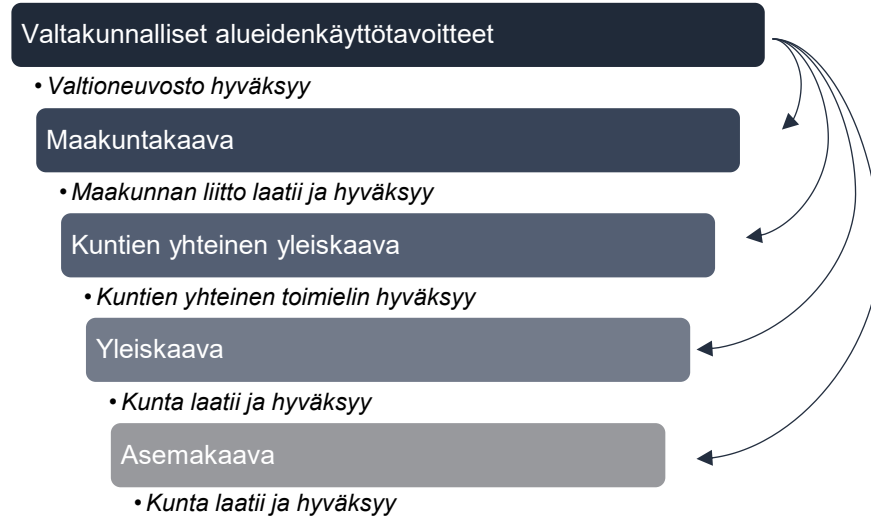 Valtakunnalliset alueidenkäyttötavoitteet
• Valtioneuvosto hyväksyy
Maakuntakaava
• Maakunnan liitto laatii ja hyväksyy
Kuntien yhteinen yleiskaava
• Kuntien yhteinen toimielin hyväksyy
Yleiskaava
• Kunta laatii ja hyväksyy
Asemakaava
• Kunta laatii ja hyväksyy